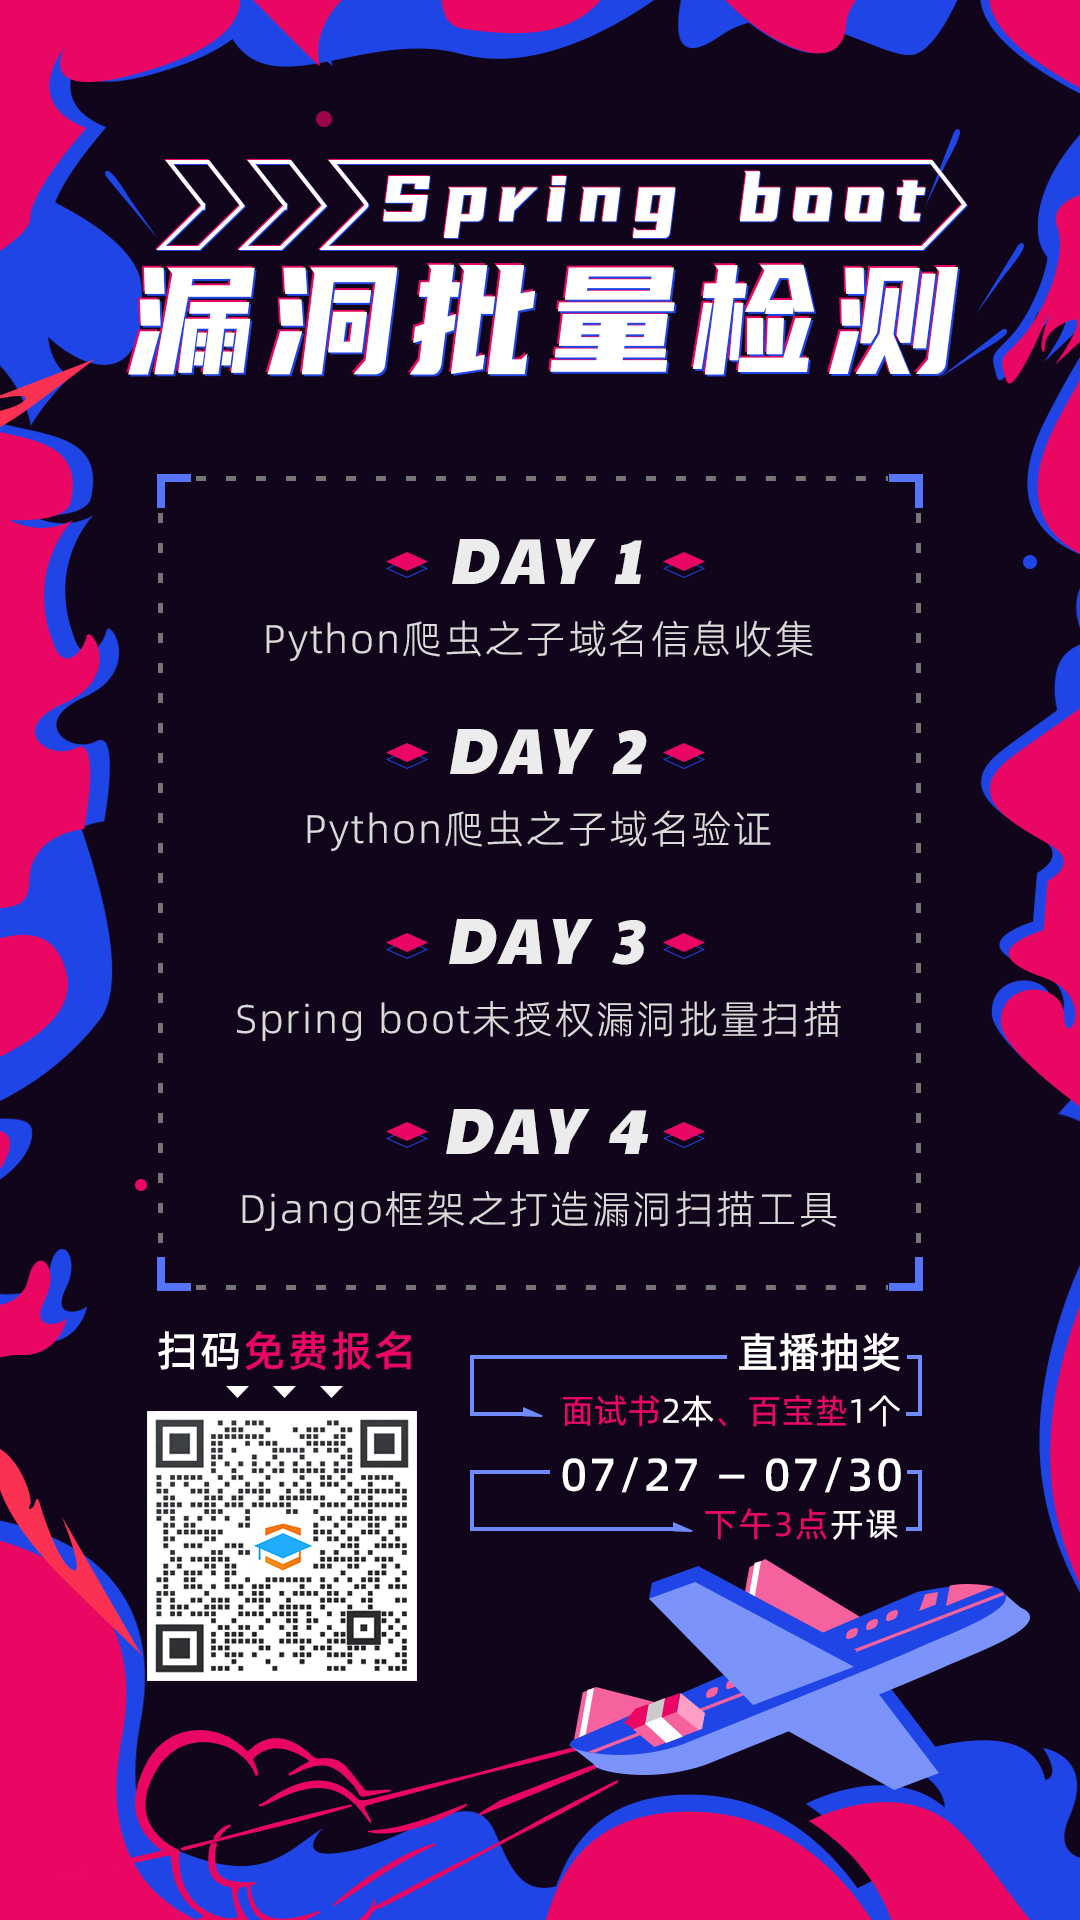 Spring boot
漏洞批量检测
DAY 1
Python爬虫之子域名信息收集
DAY 2
Python爬虫之子域名验证
DAY 3
Spring boot未授权漏洞批量扫描
DAY 4
Django框架之打造漏洞扫描工具
扫码免费报名
直播抽奖
面试书2本、百宝垫1个
07/27 – 07/30
下午3点开课